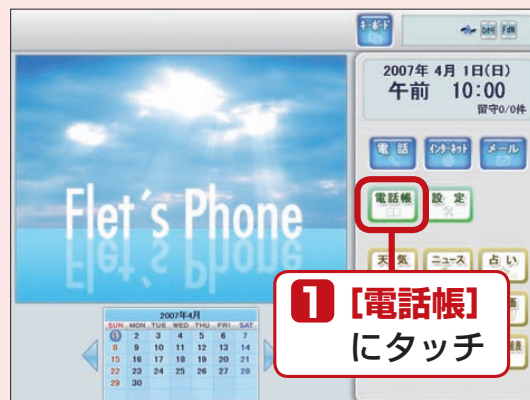 キーボード
DHV FdN
2007年 4月 1日(日)
午前 10:00
留守0/0件
電 話 インターネット メール
電話帳 設 定
天 気 ニュース 占 い
Flet's Phone
1 [電話帳]
にタッチ
2007年4月
SUN MON TUE WED THU FRI SAT
1 2 3 4 5 6 7
8 9 10 11 12 13 14
15 16 17 18 19 20 21
22 23 24 25 26 27 28
29 30